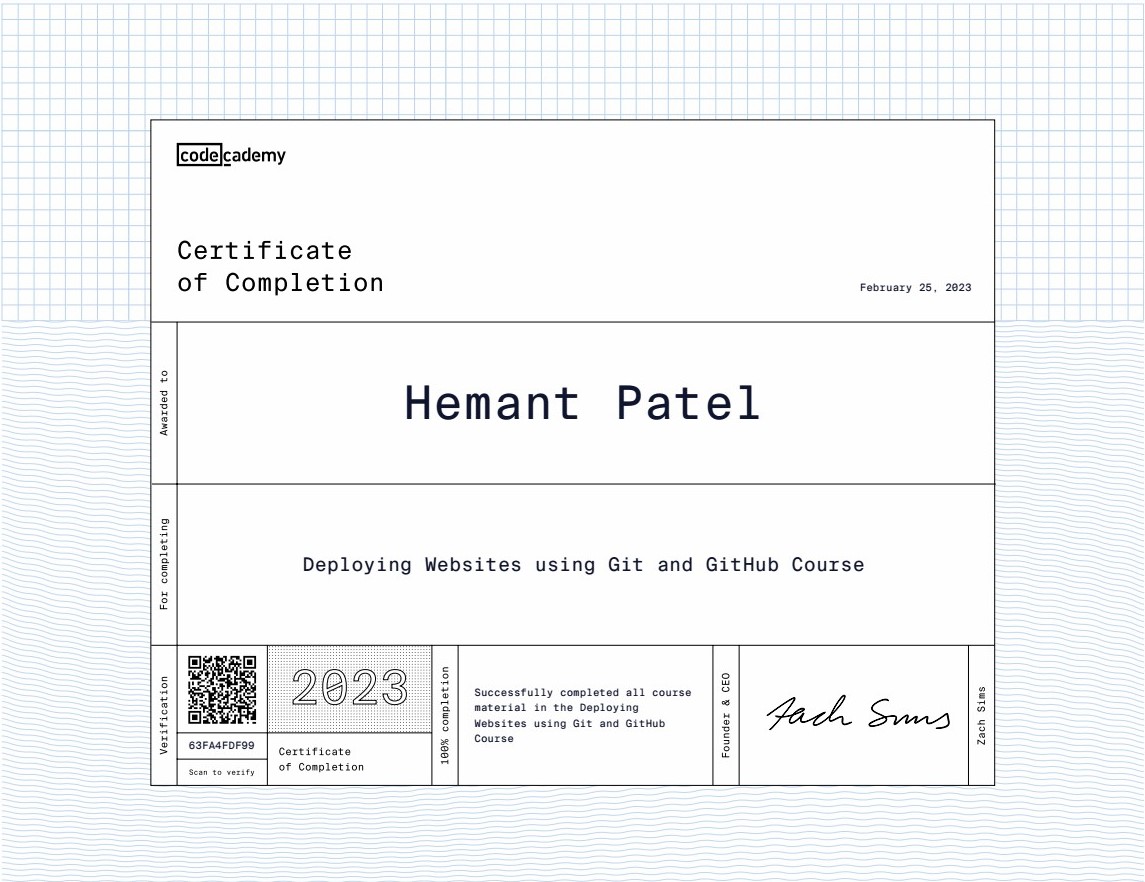 codecademy
Certificate
of Completion
February 25, 2023
Awarded to
Hemant Patel
For completing
Deploying Websites using Git and GitHub Course
Verification
63FA4FDF99
Scan to verify
2023
Certificate
of Completion
100% completion
Successfully completed all course
material in the Deploying
Websites using Git and GitHub
Course
Founder & CEO
Zach Sims
Zach Sims